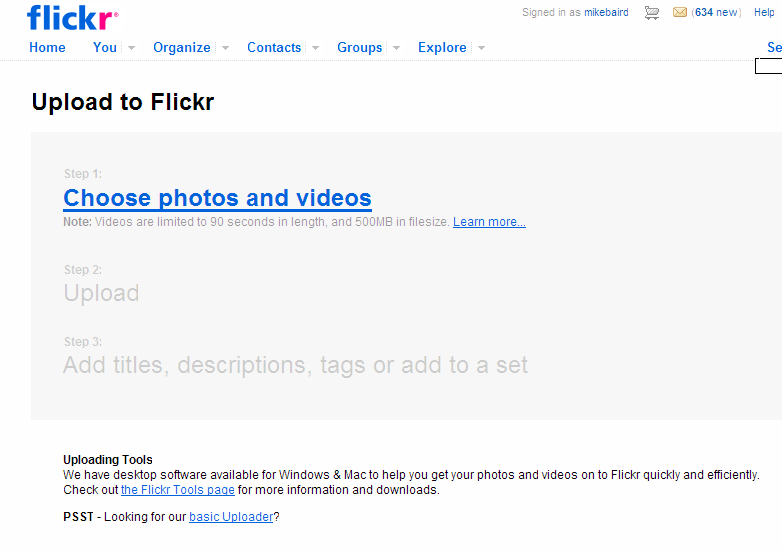 flickr®
Signed in as mikebaird (634 new) Help
Home You Organize Contacts Groups Explore Se
Upload to Flickr
Step 1:
Choose photos and videos
Note: Videos are limited to 90 seconds in length, and 500MB in filesize. Learn more...
Step 2:
Upload
Step 3:
Add titles, descriptions, tags or add to a set
Uploading Tools
We have desktop software available for Windows & Mac to help you get your photos and videos on to Flickr quickly and efficiently.
Check out the Flickr Tools page for more information and downloads.
PSST - Looking for our basic Uploader?